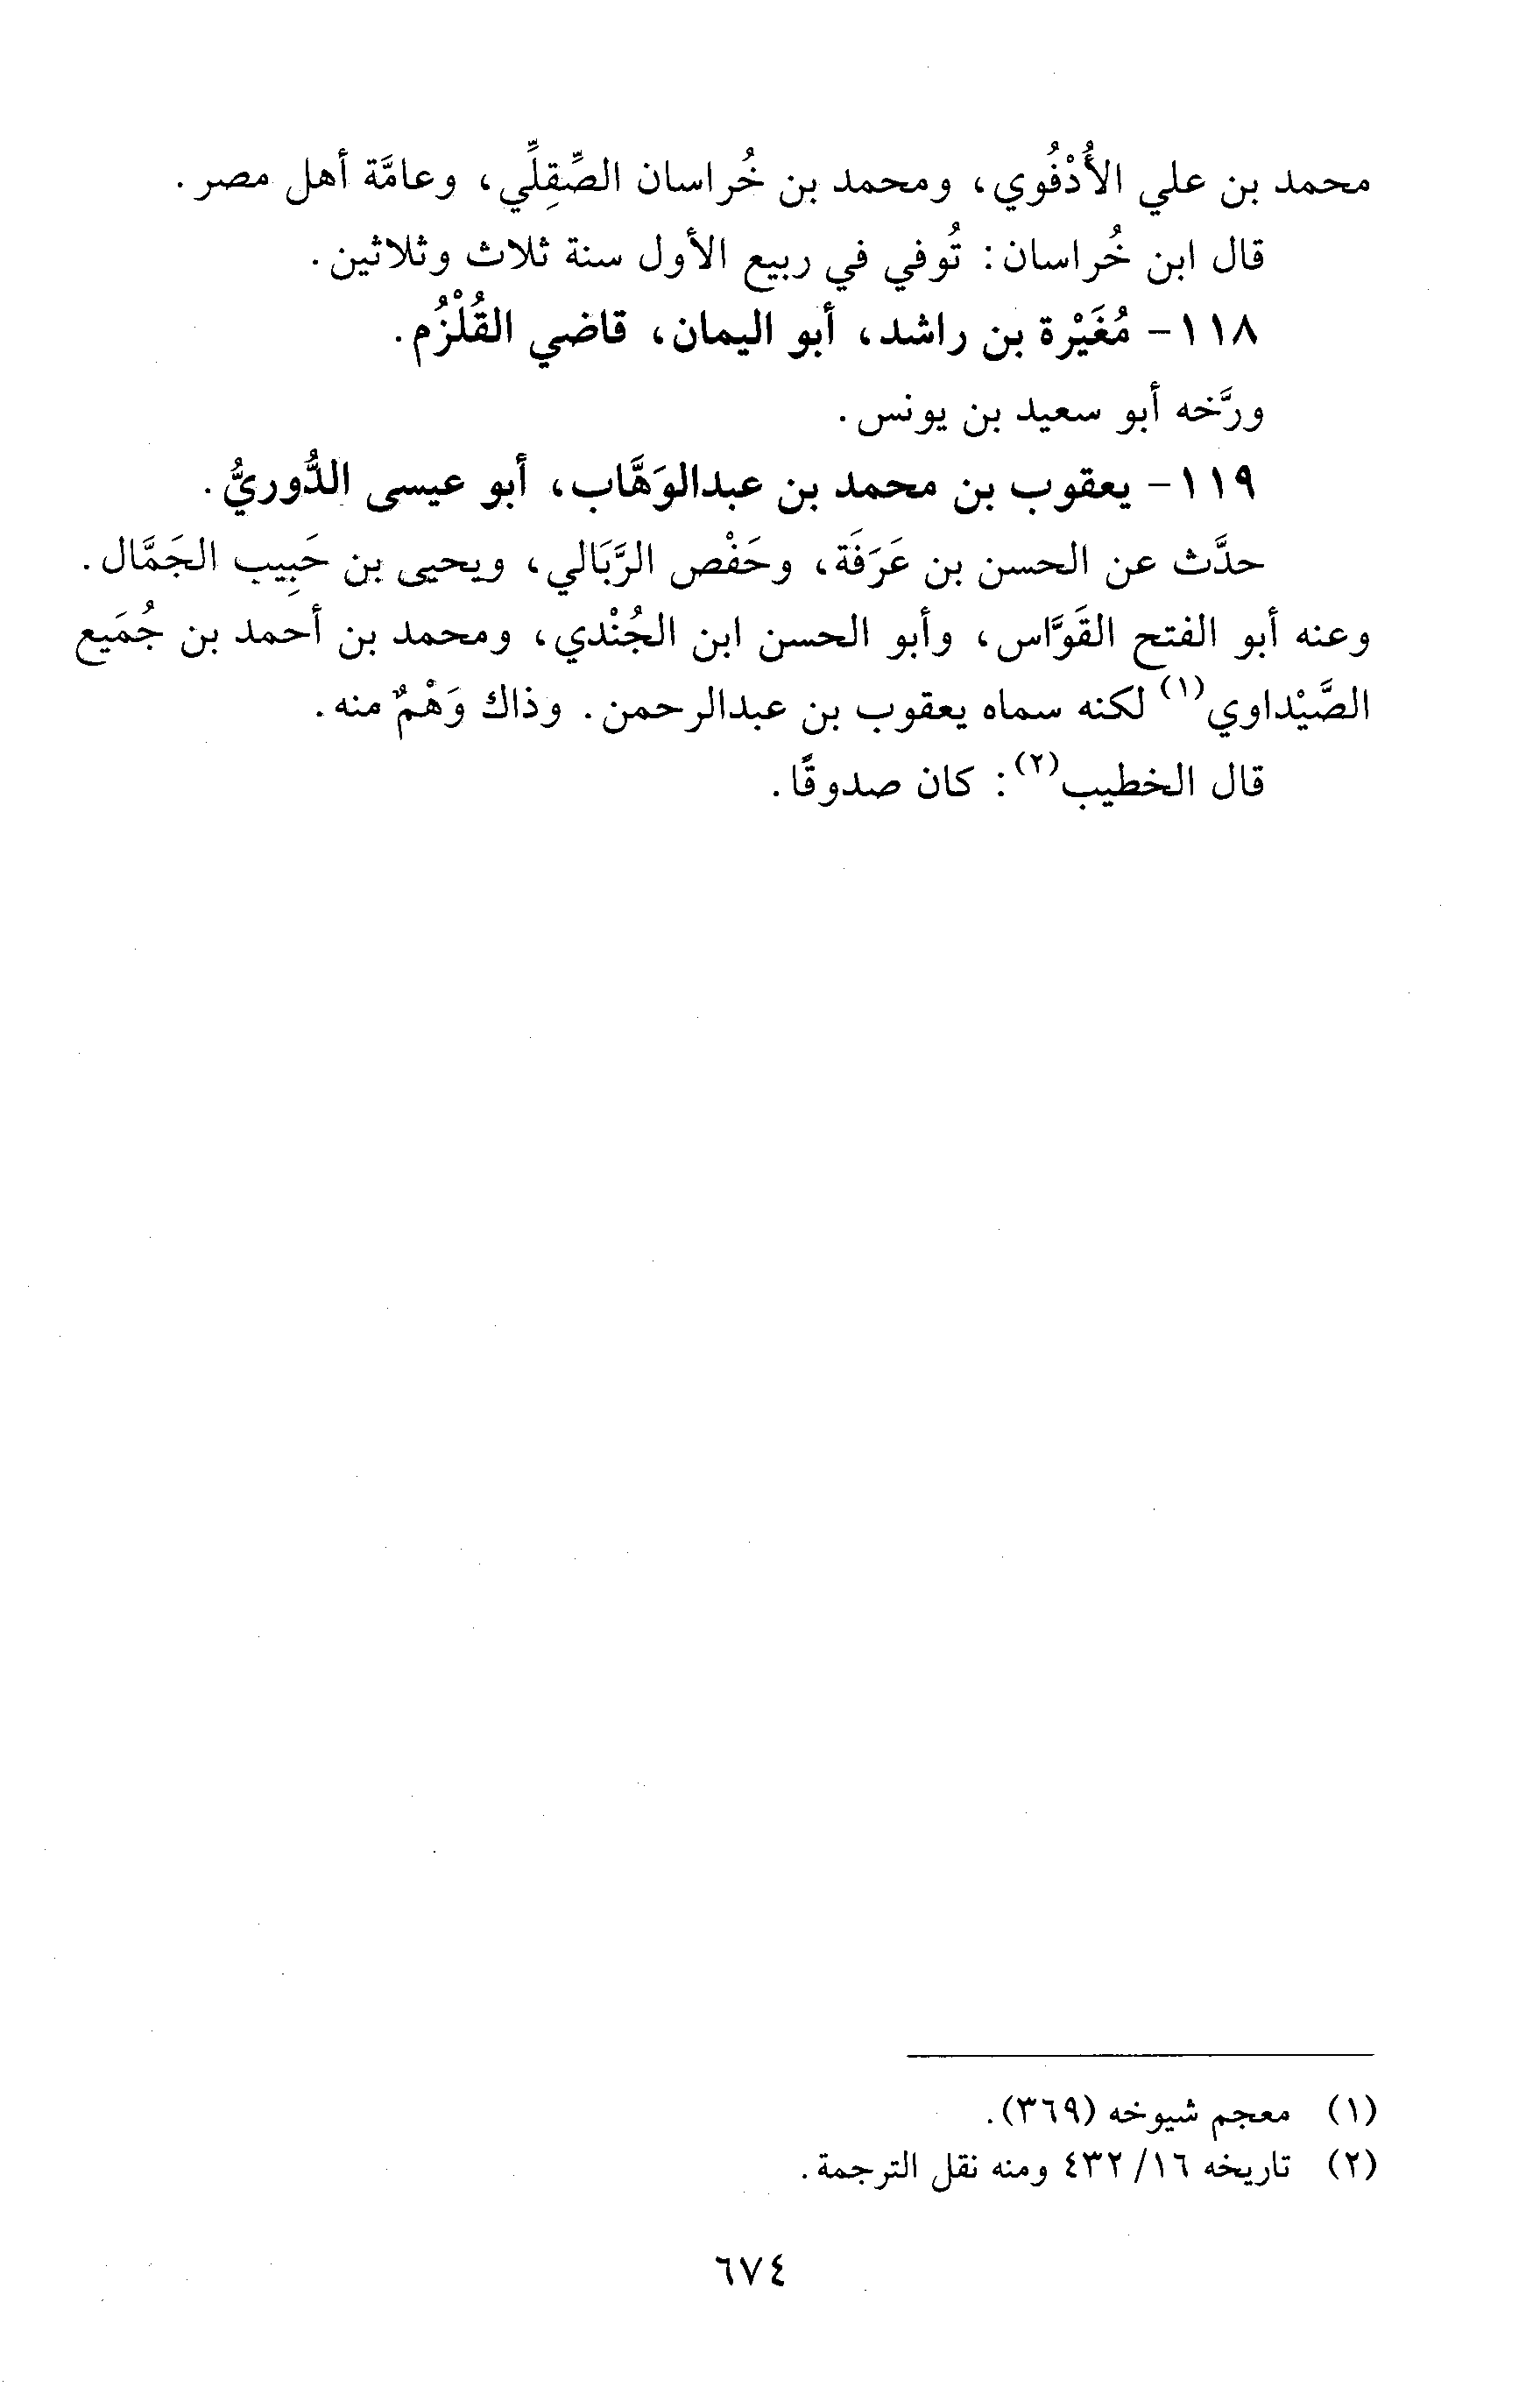 محمد بن علي الأُدْفُوي، ومحمد بن خُراسان الصِّقِلِّي، وعامَّة أهل مصر.
قال ابن خُراسان: تُوفي في ربيع الأول سنة ثلاث وثلاثين.
١١٨ - مُغَيْرة بن راشد، أبو اليمان، قاضي القُلْزُم.
ورَّخه أبو سعيد بن يونس.
١١٩ - يعقوب بن محمد بن عبدالوَهَّاب، أبو عيسى الدُّوريُّ.
حدَّث عن الحسن بن عَرَفَة، وحَفْص الرَّبَالي، ويحيى بن حَبِيب الجَمَّال.
وعنه أبو الفتح القَوَّاس، وأبو الحسن ابن الجُنْدي، ومحمد بن أحمد بن جُمَيع
الصَّيْداوي(١) لكنه سماه يعقوب بن عبدالرحمن. وذاك وَهْمٌ منه.
قال الخطيب(٢): كان صدوقًا.
(١) معجم شيوخه (٣٦٩).
(٢) تاريخه ١٦/ ٤٣٢ ومنه نقل الترجمة.
٦٧٤